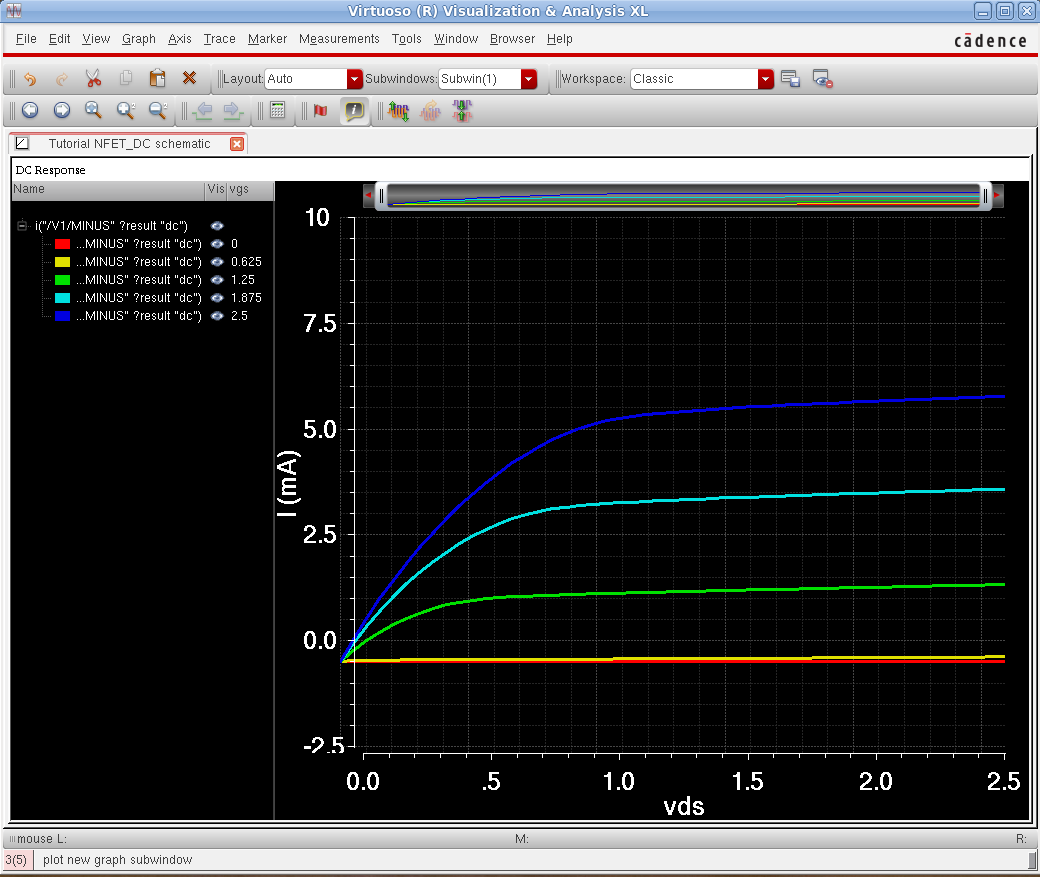 Virtuoso (R) Visualization & Analysis XL
File Edit View Graph Axis Trace Marker Measurements Tools Window Browser Help
cādence
Layout: Auto Subwindows: Subwin(1) Workspace: Classic
Tutorial NFET_DC schematic
DC Response
Name Vis vgs
i("/V1/MINUS" ?result "dc")
...MINUS" ?result "dc") 0
...MINUS" ?result "dc") 0.625
...MINUS" ?result "dc") 1.25
...MINUS" ?result "dc") 1.875
...MINUS" ?result "dc") 2.5
10
7.5
5.0
I (mA)
2.5
0.0
-2.5
0.0 .5 1.0 1.5 2.0 2.5
vds
mouse L: M: R:
3(5) plot new graph subwindow